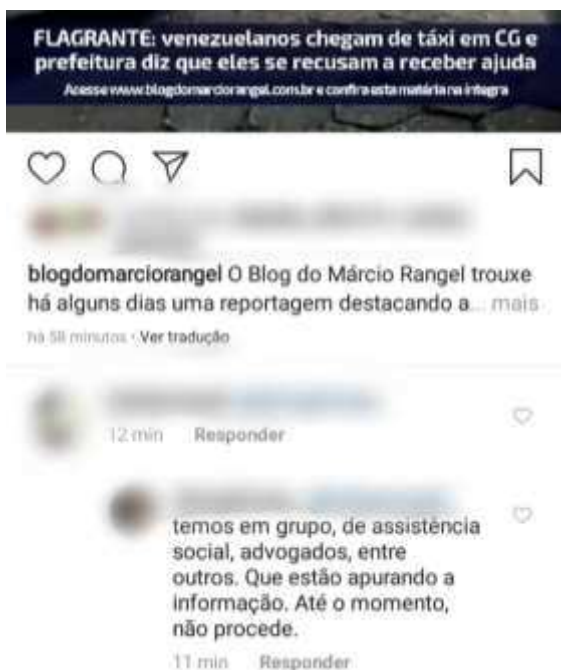 FLAGRANTE: venezuelanos chegam de táxi em CG e
prefeitura diz que eles se recusam a receber ajuda
Acesse www.blogdomarciorangel.com.br e confira esta matéria na íntegra
blogdomarciorangel O Blog do Márcio Rangel trouxe
há alguns dias uma reportagem destacando a... mais
há 58 minutos · Ver tradução
12 min Responder
temos em grupo, de assistência
social, advogados, entre
outros. Que estão apurando a
informação. Até o momento,
não procede.
11 min Responder